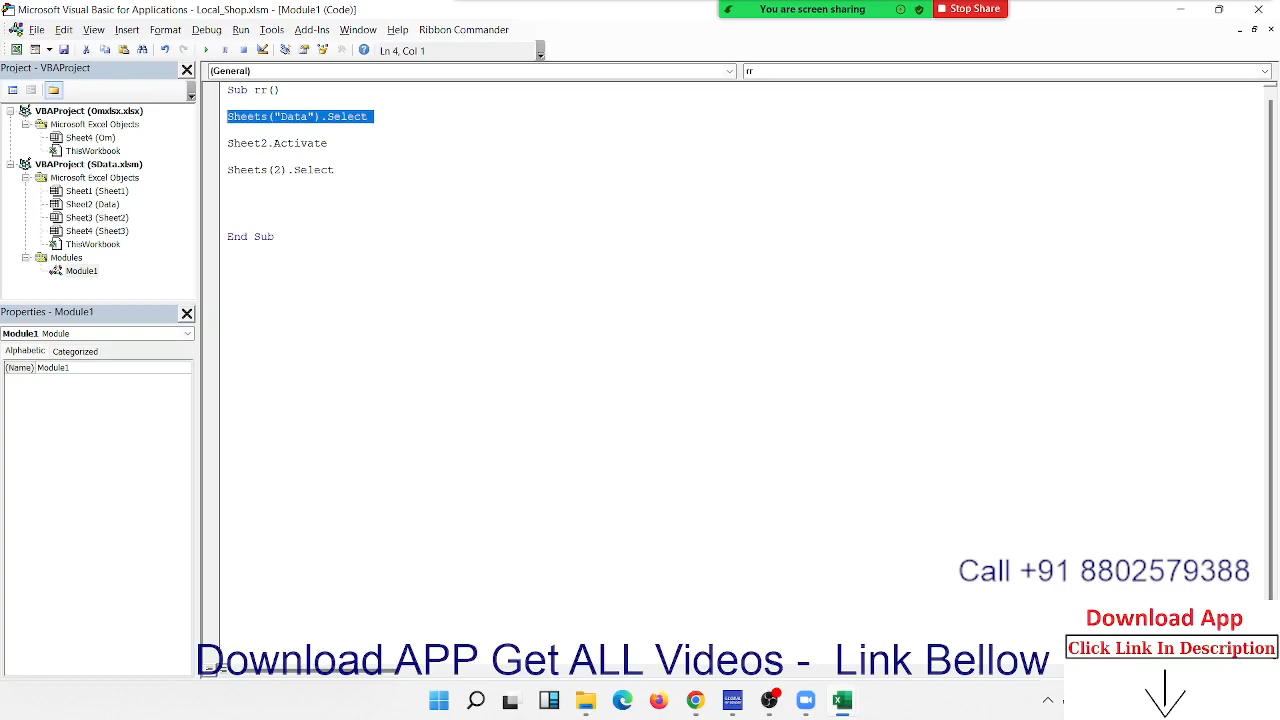 Microsoft Visual Basic for Applications - Local_Shop.xlsm - [Module1 (Code)]
You are screen sharing
Stop Share
File Edit View Insert Format Debug Run Tools Add-Ins Window Help Ribbon Commander
Ln 4, Col 1
Project - VBAProject
(General)
rr
VBAProject (Omxlsx.xlsx)
Microsoft Excel Objects
Sheet4 (Om)
ThisWorkbook
VBAProject (SData.xlsm)
Microsoft Excel Objects
Sheet1 (Sheet1)
Sheet2 (Data)
Sheet3 (Sheet2)
Sheet4 (Sheet3)
ThisWorkbook
Modules
Module1
Sub rr()
Sheets("Data").Select
Sheet2.Activate
Sheets(2).Select
End Sub
Properties - Module1
Module1 Module
Alphabetic Categorized
(Name) Module1
Call +91 8802579388
Download App
Click Link In Description
Download APP Get ALL Videos - Link Bellow